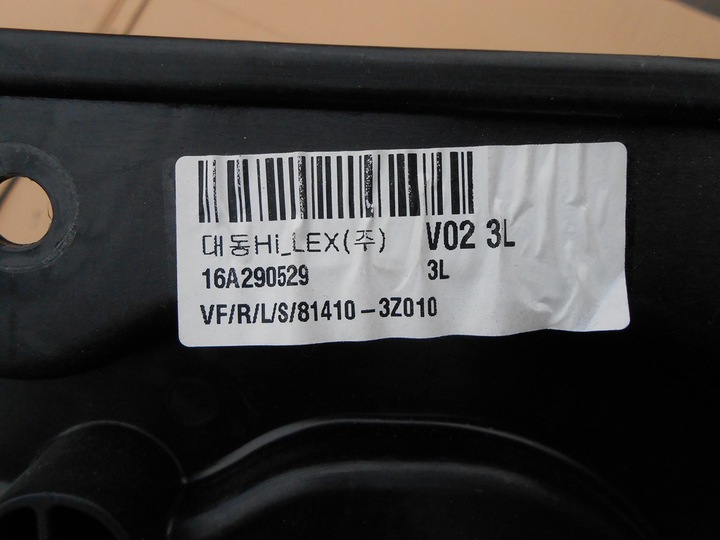 대동Hi_LEX(주) V02 3L
16A290529 3L
VF/R/L/S/81410-3Z010